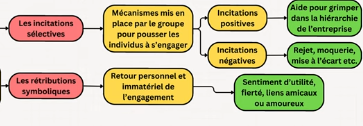 Les incitations
sélectives
Mécanismes mis en
place par le groupe
pour pousser les
individus à s'engager
Incitations
positives
Aide pour grimper
dans la hiérarchie
de l'entreprise
Incitations
négatives
Rejet, moquerie,
mise à l'écart etc.
Les rétributions
symboliques
Retour personnel et
immatériel de
l'engagement
Sentiment d'utilité,
fierté, liens amicaux
ou amoureux